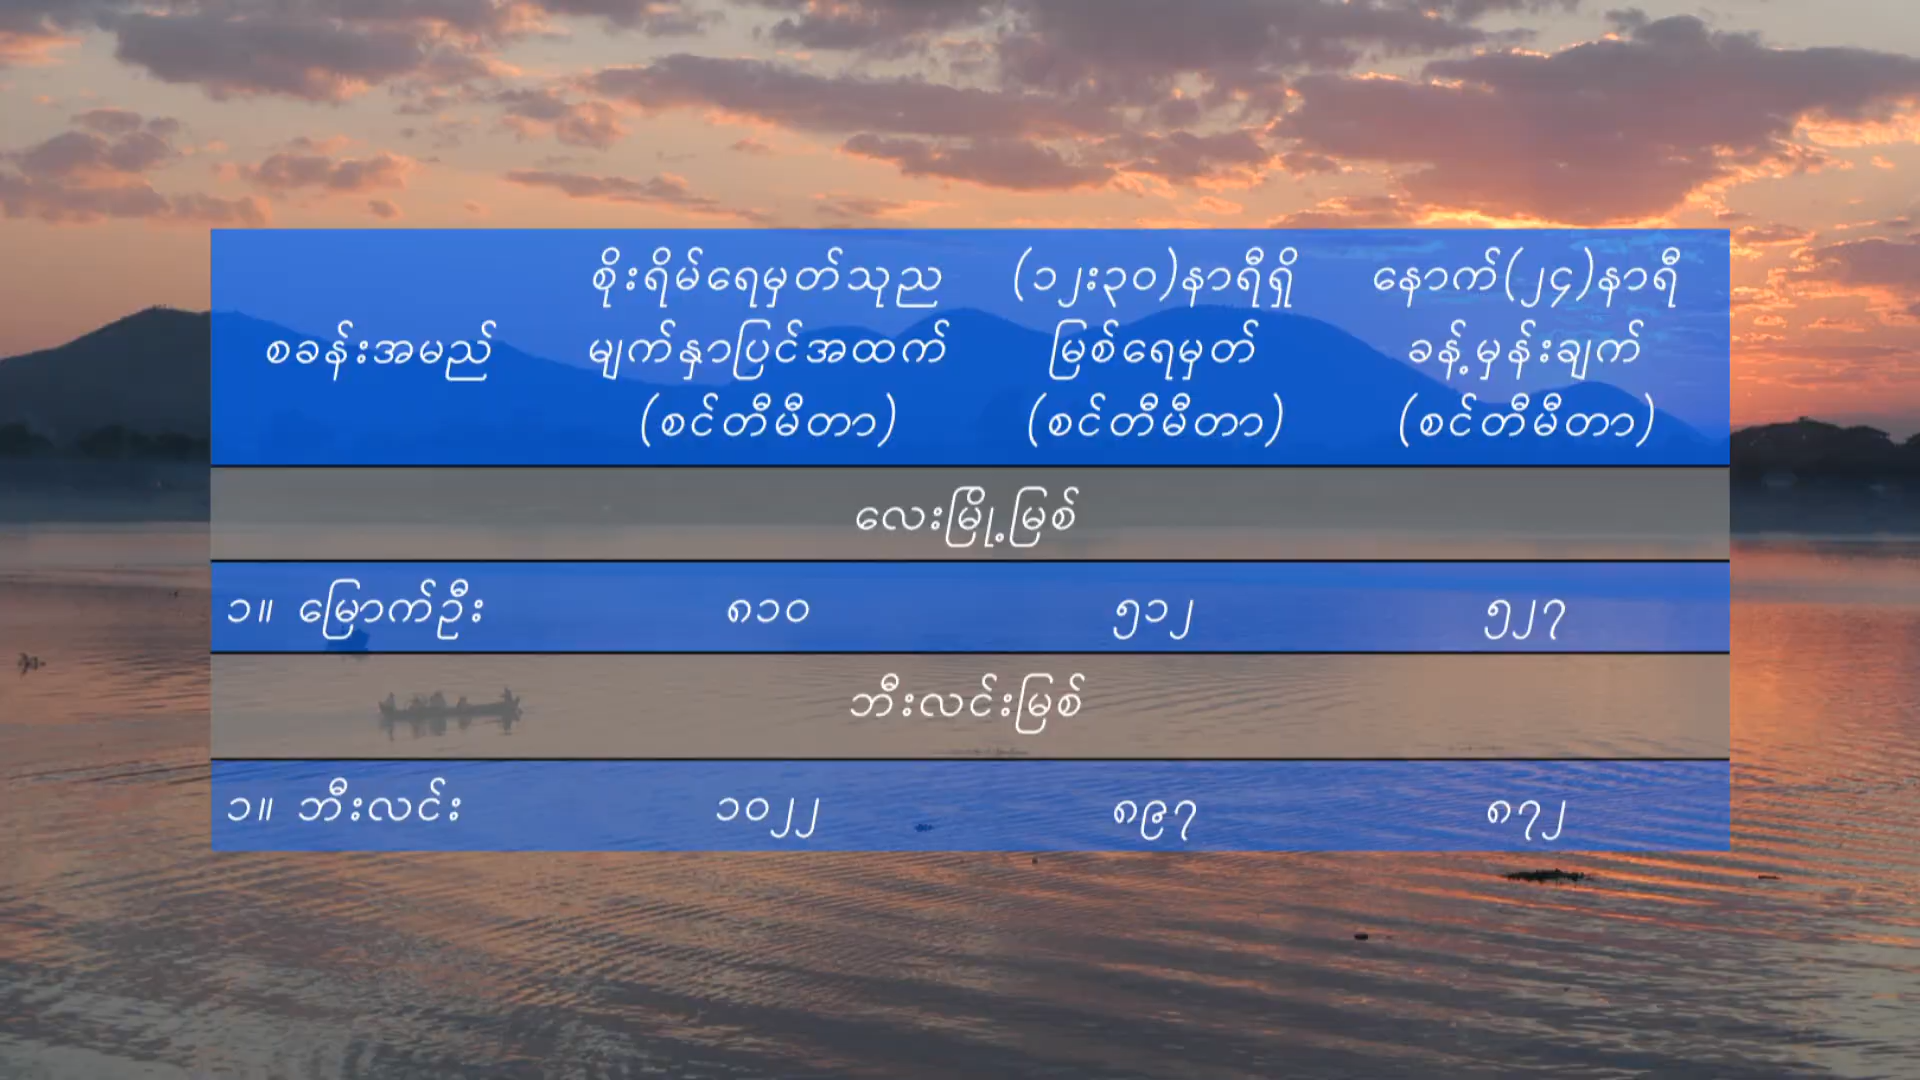 စခန်းအမည်
စိုးရိမ်ရေမှတ်သုည
မျက်နှာပြင်အထက်
(စင်တီမီတာ)
(၁၂း၃၀)နာရီရှိ
မြစ်ရေမှတ်
(စင်တီမီတာ)
နောက်(၂၄)နာရီ
ခန့်မှန်းချက်
(စင်တီမီတာ)
လေးမြို့မြစ်
၁။ မြောက်ဦး ၈၁၀ ၅၁၂ ၅၂၇
ဘီးလင်းမြစ်
၁။ ဘီးလင်း ၁၀၂၂ ၈၉၇ ၈၇၂